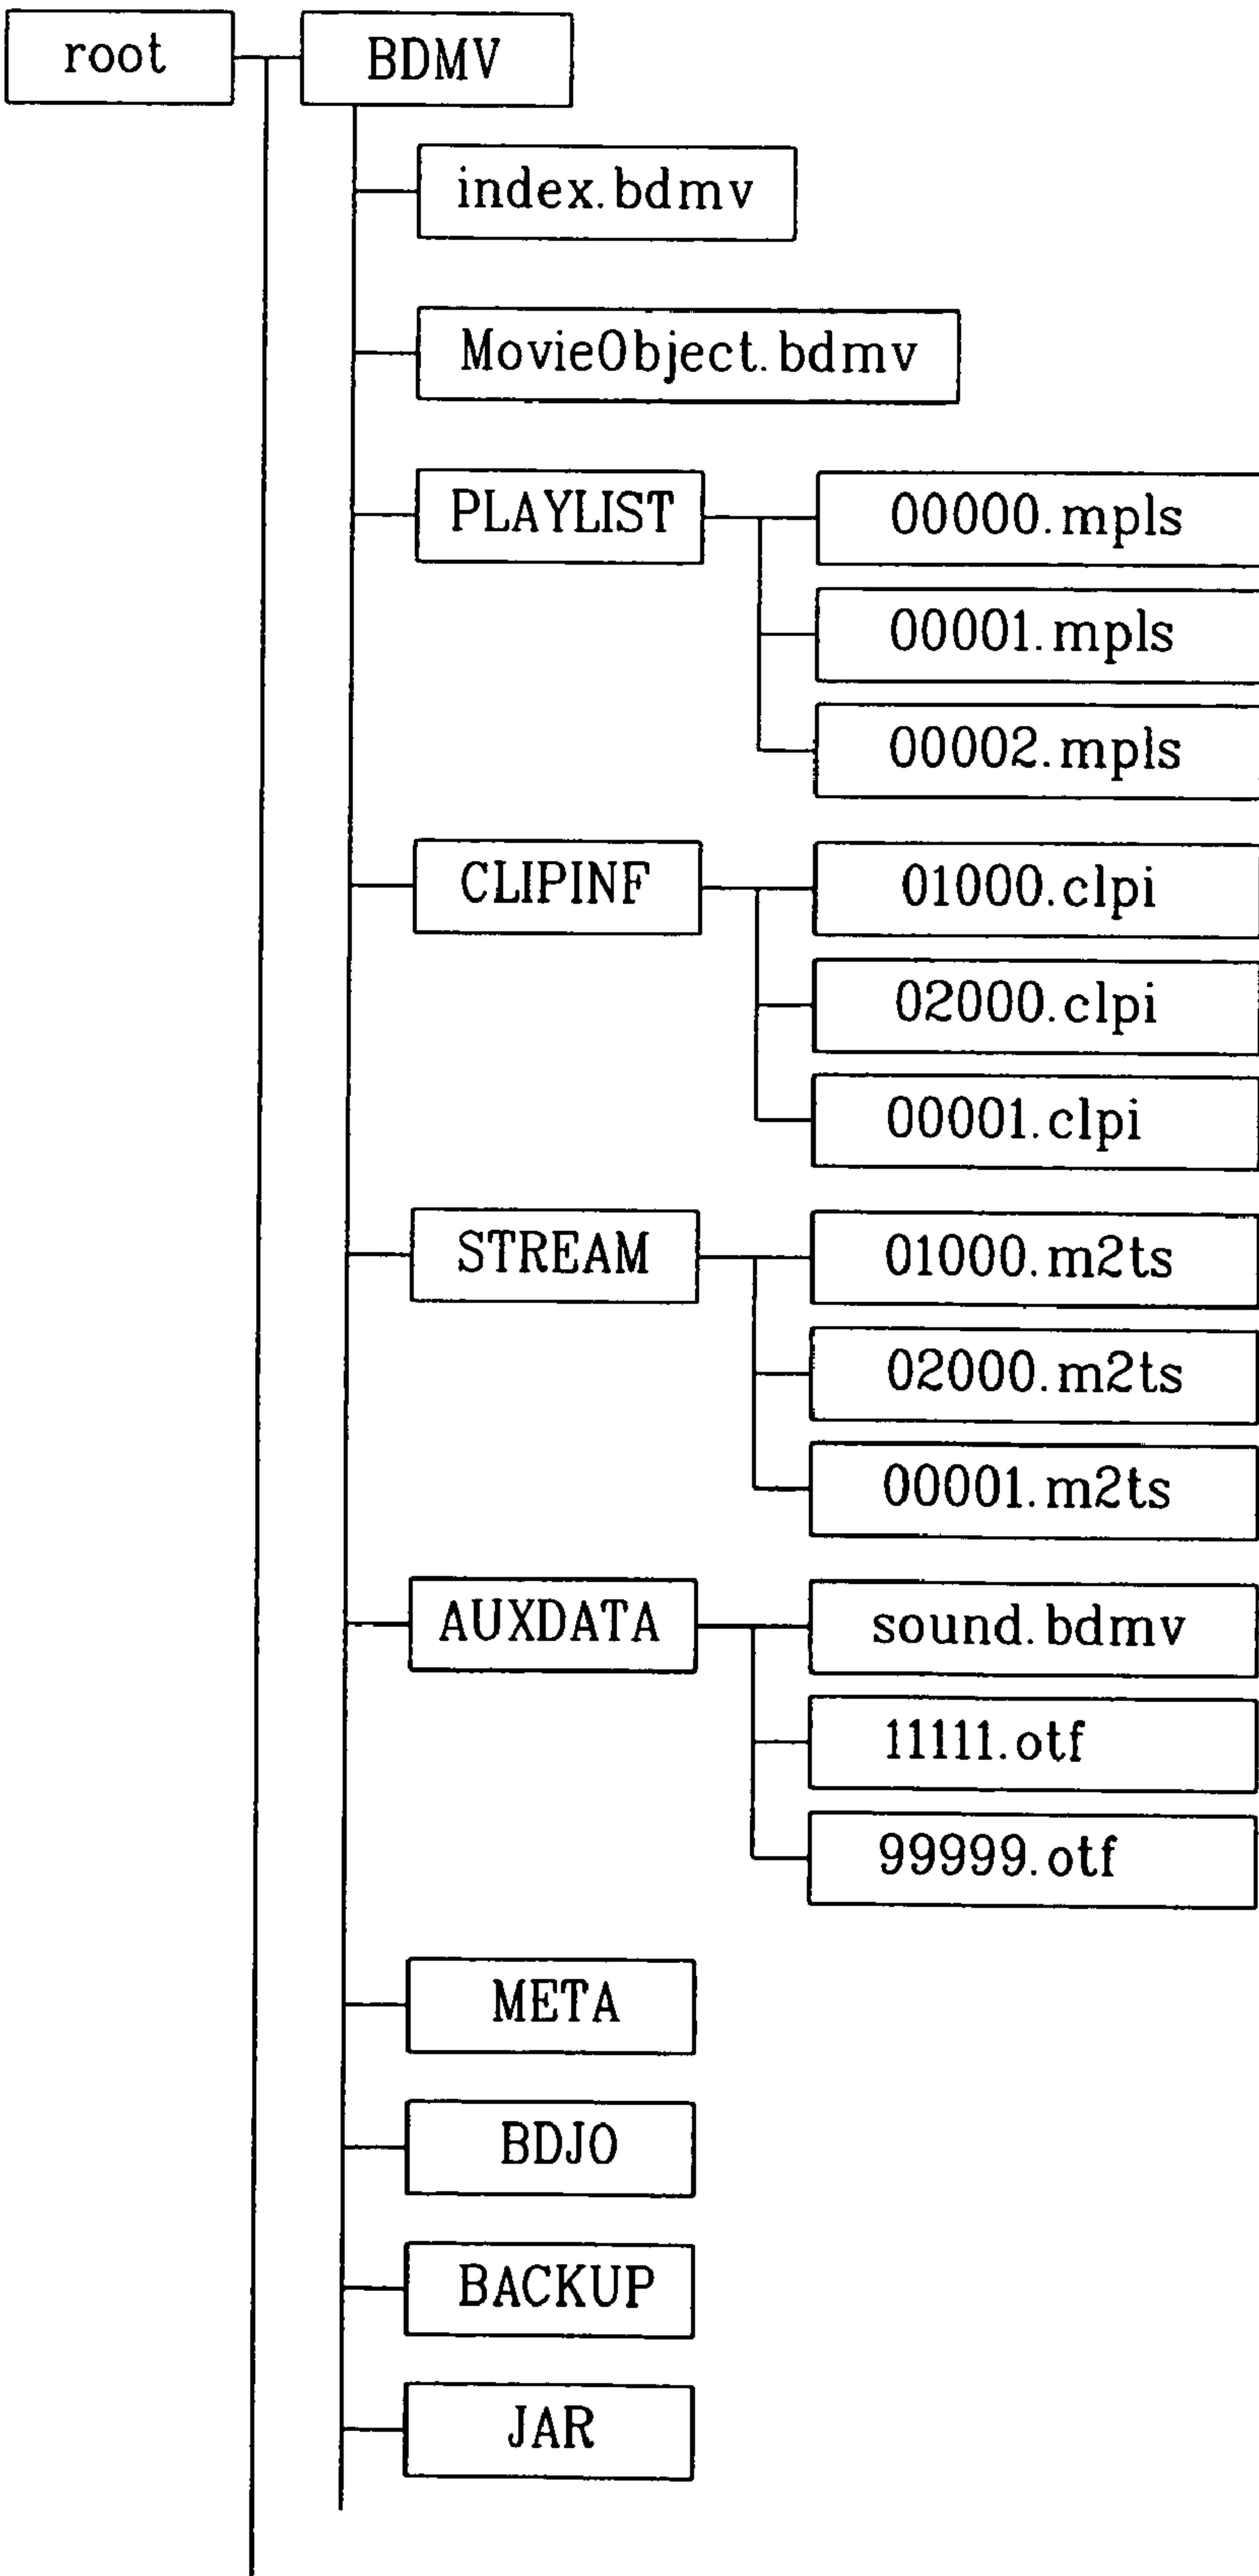 root
BDMV
index.bdmv
MovieObject.bdmv
PLAYLIST
00000.mpls
00001.mpls
00002.mpls
CLIPINF
01000.clpi
02000.clpi
00001.clpi
STREAM
01000.m2ts
02000.m2ts
00001.m2ts
AUXDATA
sound.bdmv
11111.otf
99999.otf
META
BDJO
BACKUP
JAR